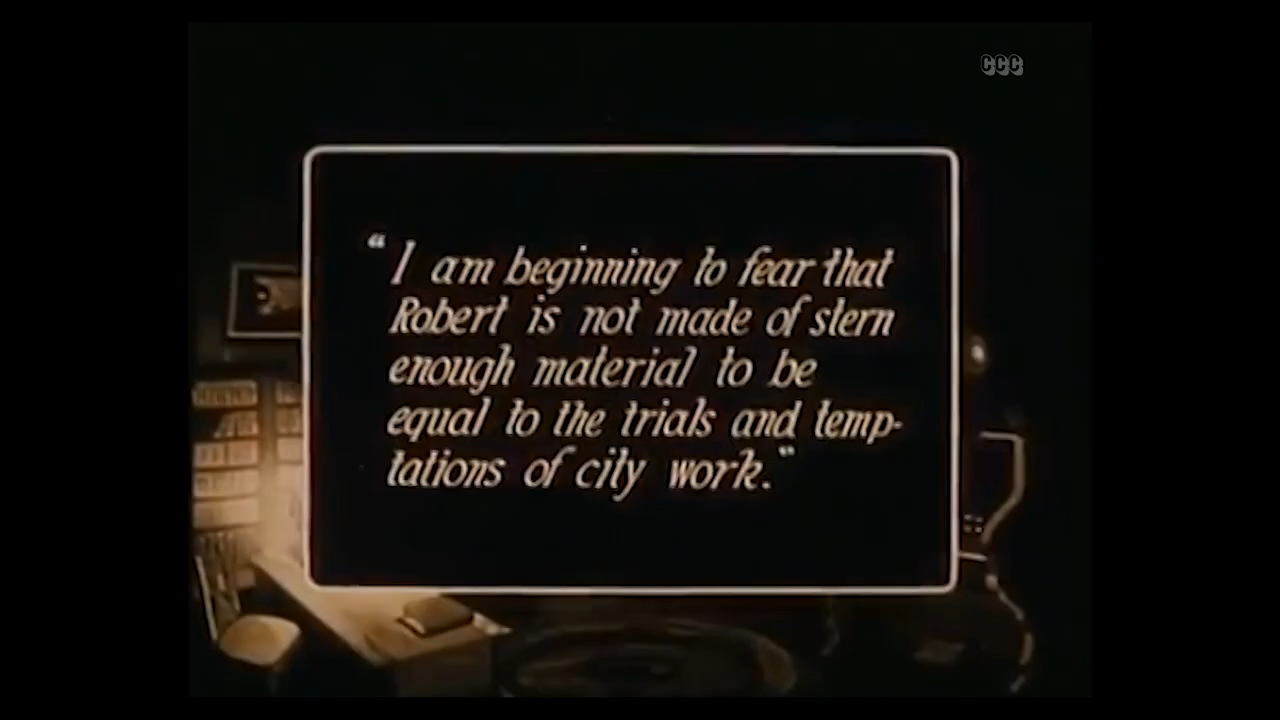 CCC
“I am beginning to fear that
Robert is not made of stern
enough material to be
equal to the trials and temp-
tations of city work.”